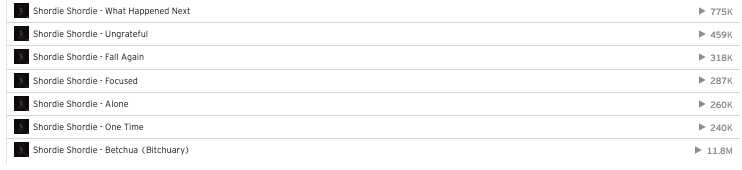 Shordie Shordie - What Happened Next 775K
Shordie Shordie - Ungrateful 459K
Shordie Shordie - Fall Again 318K
Shordie Shordie - Focused 287K
Shordie Shordie - Alone 260K
Shordie Shordie - One Time 240K
Shordie Shordie - Betchua (Bitchuary) 11.8M